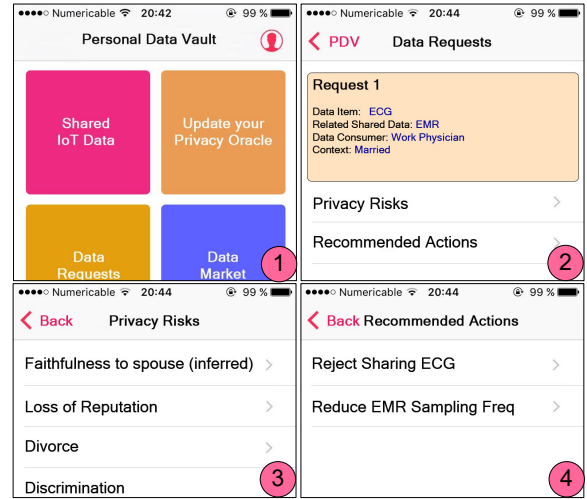 Numericable 20:42 99 %
Personal Data Vault
Shared
IoT Data
Update your
Privacy Oracle
Data
Requests
Data
Market
1
Numericable 20:44 99 %
PDV Data Requests
Request 1
Data Item: ECG
Related Shared Data: EMR
Data Consumer: Work Physician
Context: Married
Privacy Risks
Recommended Actions
2
Numericable 20:44 99 %
Back Privacy Risks
Faithfulness to spouse (inferred)
Loss of Reputation
Divorce
Discrimination
3
Numericable 20:44 99 %
Back Recommended Actions
Reject Sharing ECG
Reduce EMR Sampling Freq
4